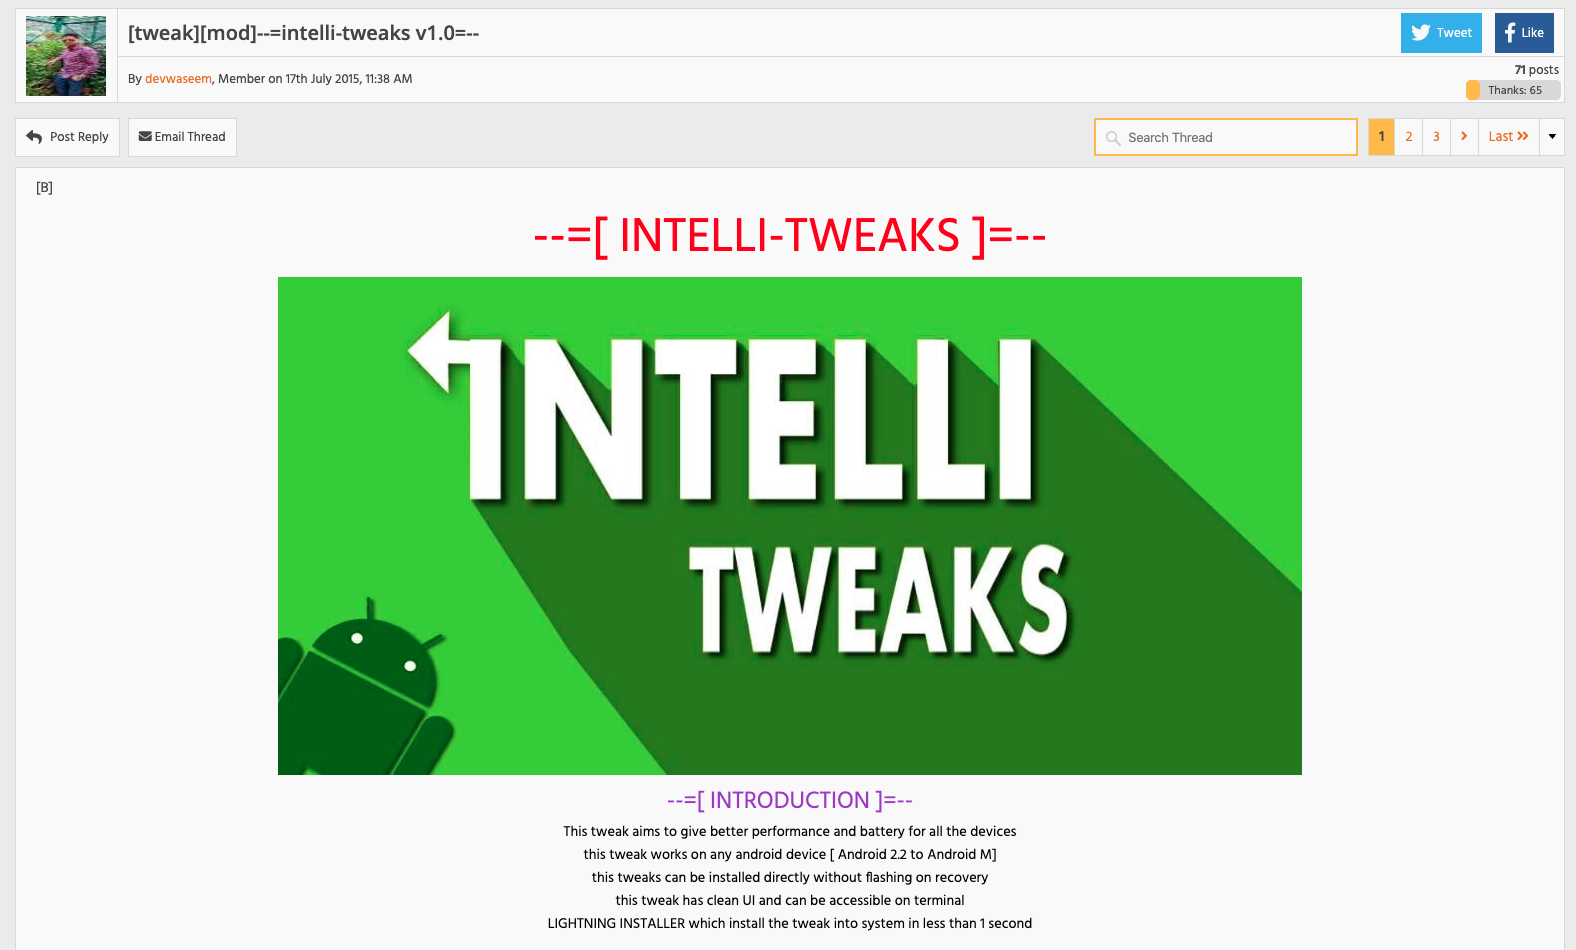 [tweak][mod]--=intelli-tweaks v1.0=--
Tweet
Like
By devwaseem, Member on 17th July 2015, 11:38 AM
71 posts
Thanks: 65
Post Reply
Email Thread
Search Thread
1 2 3 Last
[B]
--=[ INTELLI-TWEAKS ]=--
INTELLI
TWEAKS
--=[ INTRODUCTION ]=--
This tweak aims to give better performance and battery for all the devices
this tweak works on any android device [ Android 2.2 to Android M]
this tweaks can be installed directly without flashing on recovery
this tweak has clean UI and can be accessible on terminal
LIGHTNING INSTALLER which install the tweak into system in less than 1 second